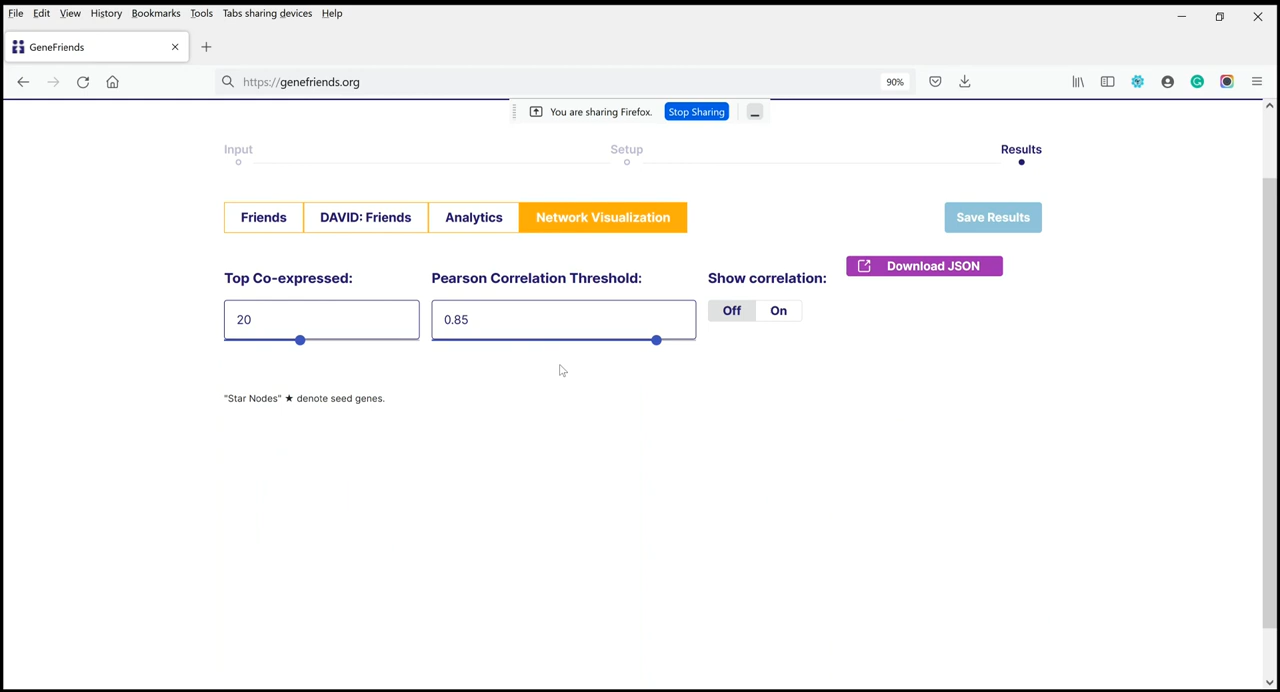 File Edit View History Bookmarks Tools Tabs sharing devices Help
GeneFriends
https://genefriends.org 90%
You are sharing Firefox. Stop Sharing
Input Setup Results
Friends DAVID: Friends Analytics Network Visualization Save Results
Top Co-expressed: Pearson Correlation Threshold: Show correlation: Download JSON
20 0.85 Off On
"Star Nodes" ★ denote seed genes.